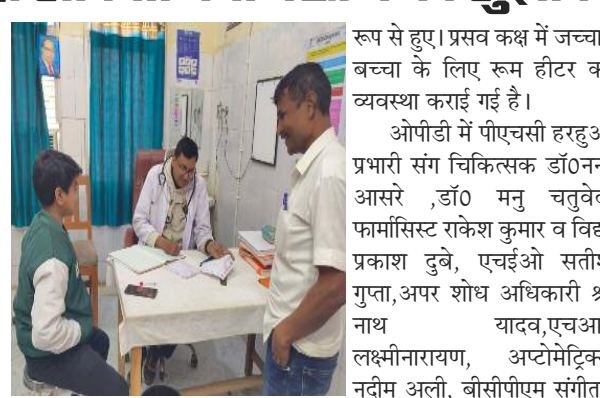 रूप से हुए। प्रसव कक्ष में जच्चा
बच्चा के लिए रूम हीटर क
व्यवस्था कराई गई है।
ओपीडी में पीएचसी हरहुआ
प्रभारी संग चिकित्सक डॉ0नन
आसरे ,डॉ0 मनु चतुर्वेद
फार्मासिस्ट राकेश कुमार व विद्य
प्रकाश दुबे, एचईओ सतीश
गुप्ता,अपर शोध अधिकारी श्र
नाथ यादव,एचआ
लक्ष्मीनारायण, अप्टोमेट्रिक्स
नदीम अली, बीसीपीएम संगीत